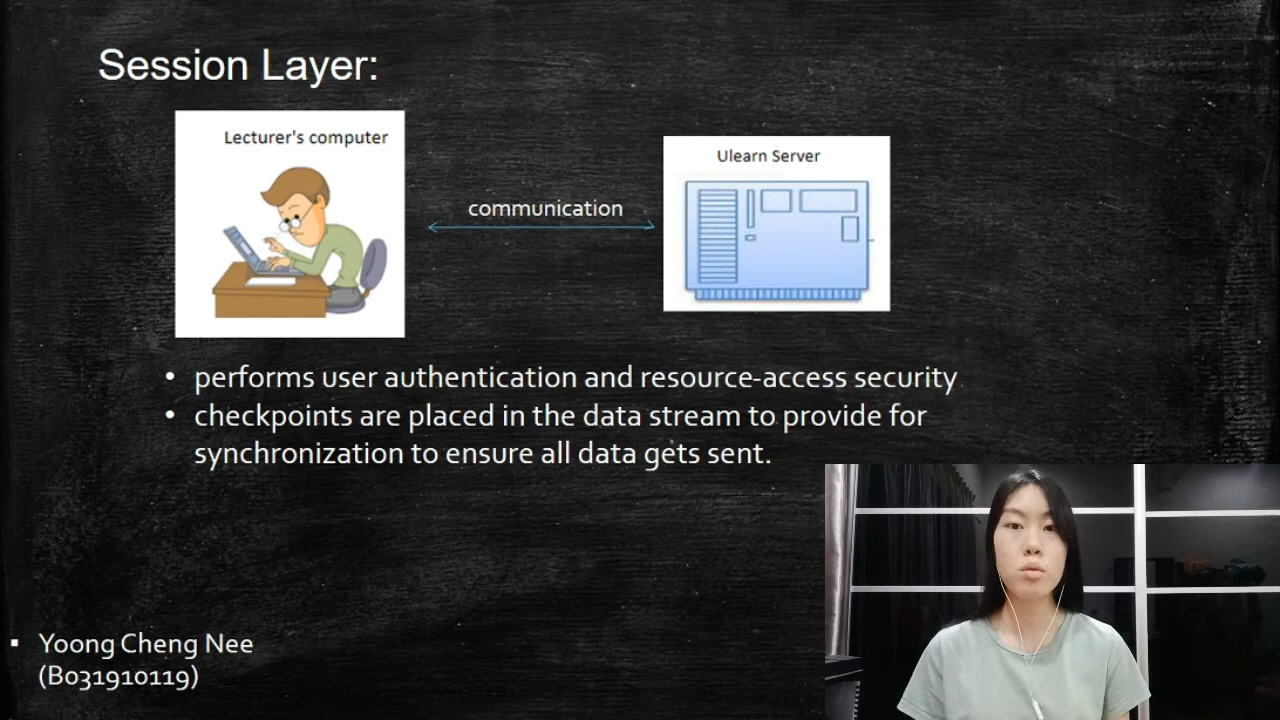 Session Layer:
Lecturer's computer
communication
Ulearn Server
• performs user authentication and resource-access security
• checkpoints are placed in the data stream to provide for
synchronization to ensure all data gets sent.
▪ Yoong Cheng Nee
(B031910119)